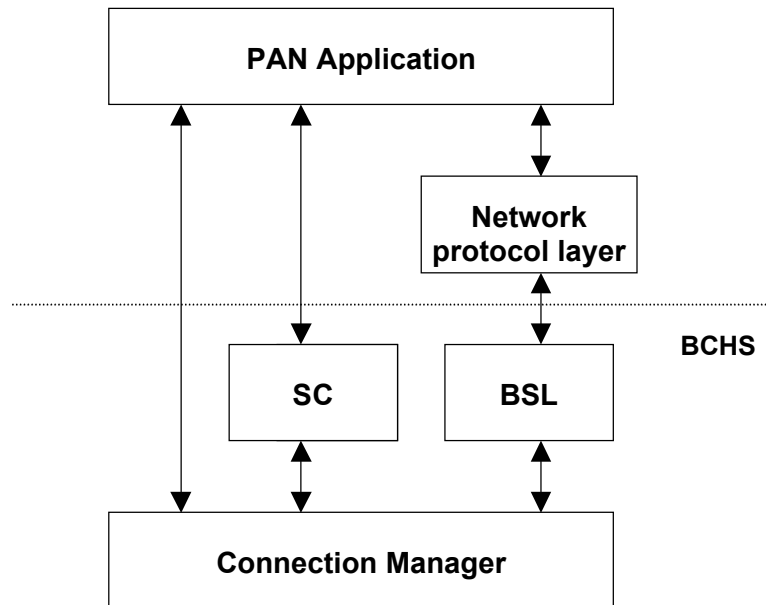 PAN Application
Network
protocol layer
BCHS
SC
BSL
Connection Manager